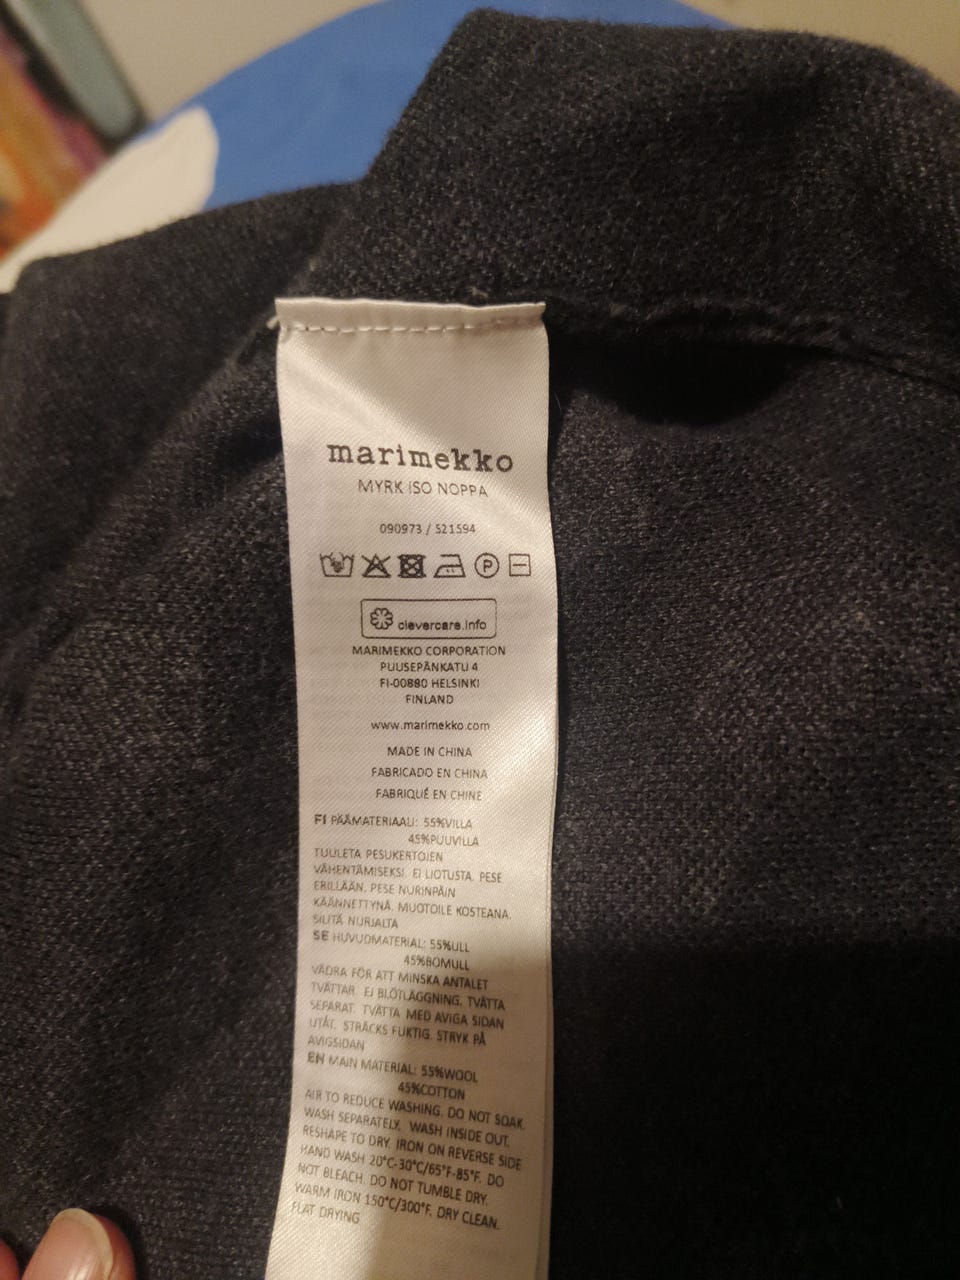 marimekko
MYRK ISO NOPPA
090973 / 521594
P
clevercare.info
MARIMEKKO CORPORATION
PUUSEPÄNKATU 4
FI-00880 HELSINKI
FINLAND
www.marimekko.com
MADE IN CHINA
FABRICADO EN CHINA
FABRIQUÉ EN CHINE
FI PÄÄMATERIAALI: 55%VILLA
45%PUUVILLA
TUULETA PESUKERTOJEN
VÄHENTÄMISEKSI. EI LIOTUSTA. PESE
ERILLÄÄN. PESE NURINPÄIN
KÄÄNNETTYNÄ. MUOTOILE KOSTEANA.
SILITÄ NURJALTA
SE HUVUDMATERIAL: 55%ULL
45%BOMULL
VÄDRA FÖR ATT MINSKA ANTALET
TVÄTTAR. EJ BLÖTLÄGGNING. TVÄTTA
SEPARAT. TVÄTTA MED AVIGA SIDAN
UTÅT. STRÄCKS FUKTIG. STRYK PÅ
AVIGSIDAN
EN MAIN MATERIAL: 55%WOOL
45%COTTON
AIR TO REDUCE WASHING. DO NOT SOAK.
WASH SEPARATELY. WASH INSIDE OUT.
RESHAPE TO DRY. IRON ON REVERSE SIDE
HAND WASH 20°C-30°C/65°F-85°F. DO
NOT BLEACH. DO NOT TUMBLE DRY.
WARM IRON 150°C/300°F. DRY CLEAN.
FLAT DRYING